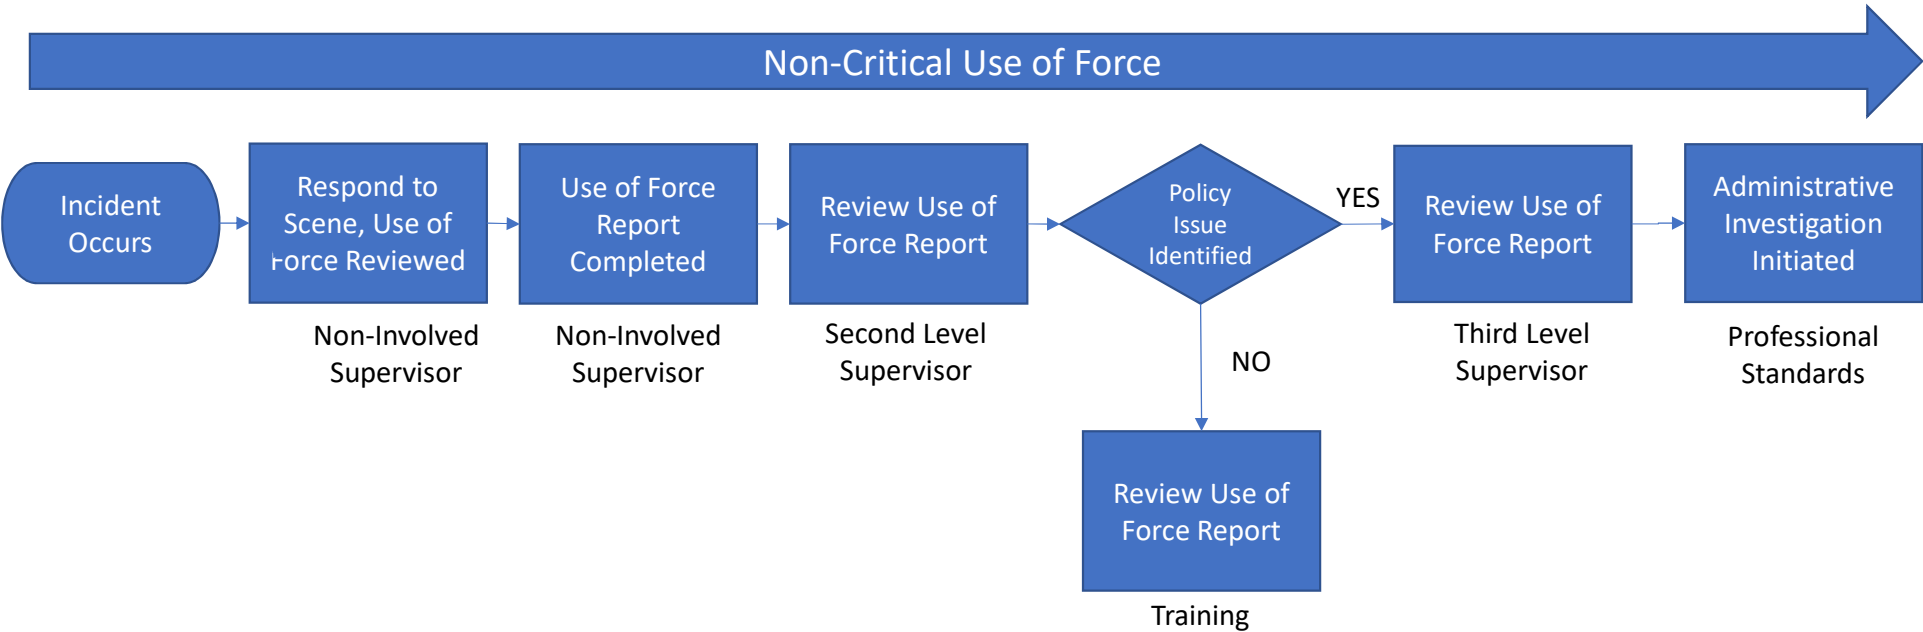 Non-Critical Use of Force
Incident
Occurs
Respond to
Scene, Use of
Force Reviewed
Non-Involved
Supervisor
Use of Force
Report
Completed
Non-Involved
Supervisor
Review Use of
Force Report
Second Level
Supervisor
Policy
Issue
Identified
YES
Review Use of
Force Report
Third Level
Supervisor
Administrative
Investigation
Initiated
Professional
Standards
NO
Review Use of
Force Report
Training